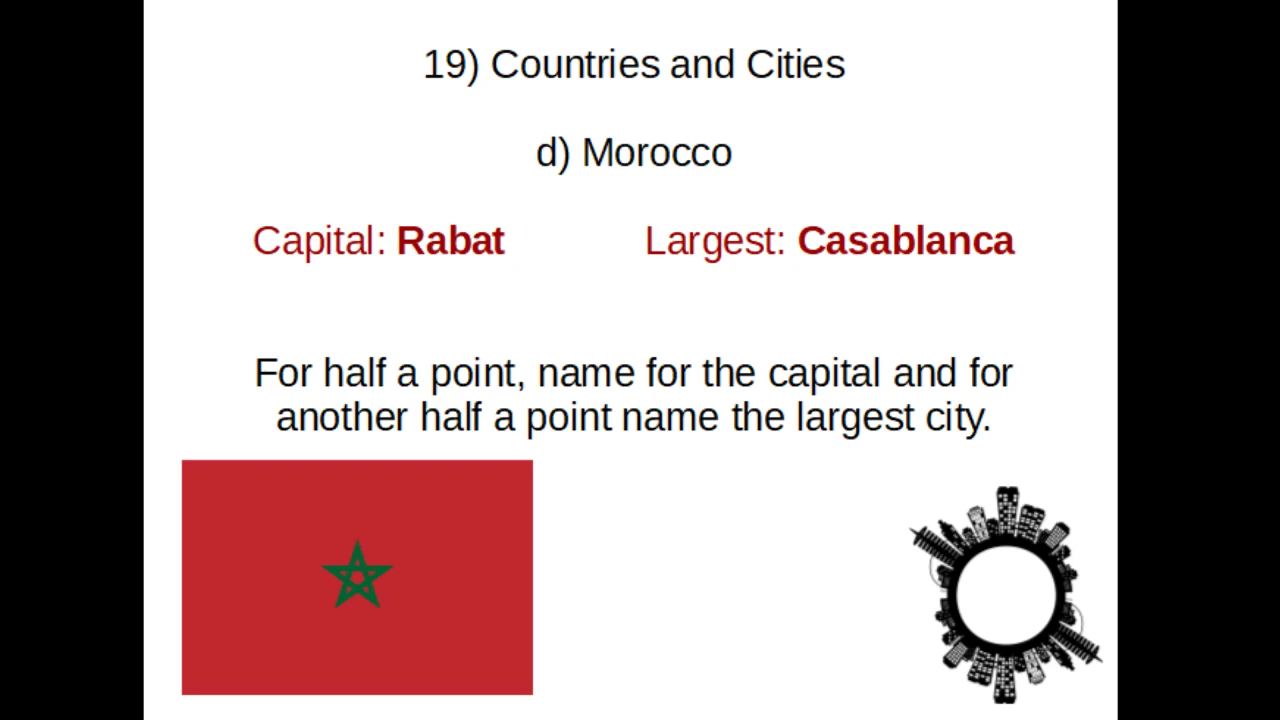 19) Countries and Cities
d) Morocco
Capital: Rabat Largest: Casablanca
For half a point, name for the capital and for
another half a point name the largest city.